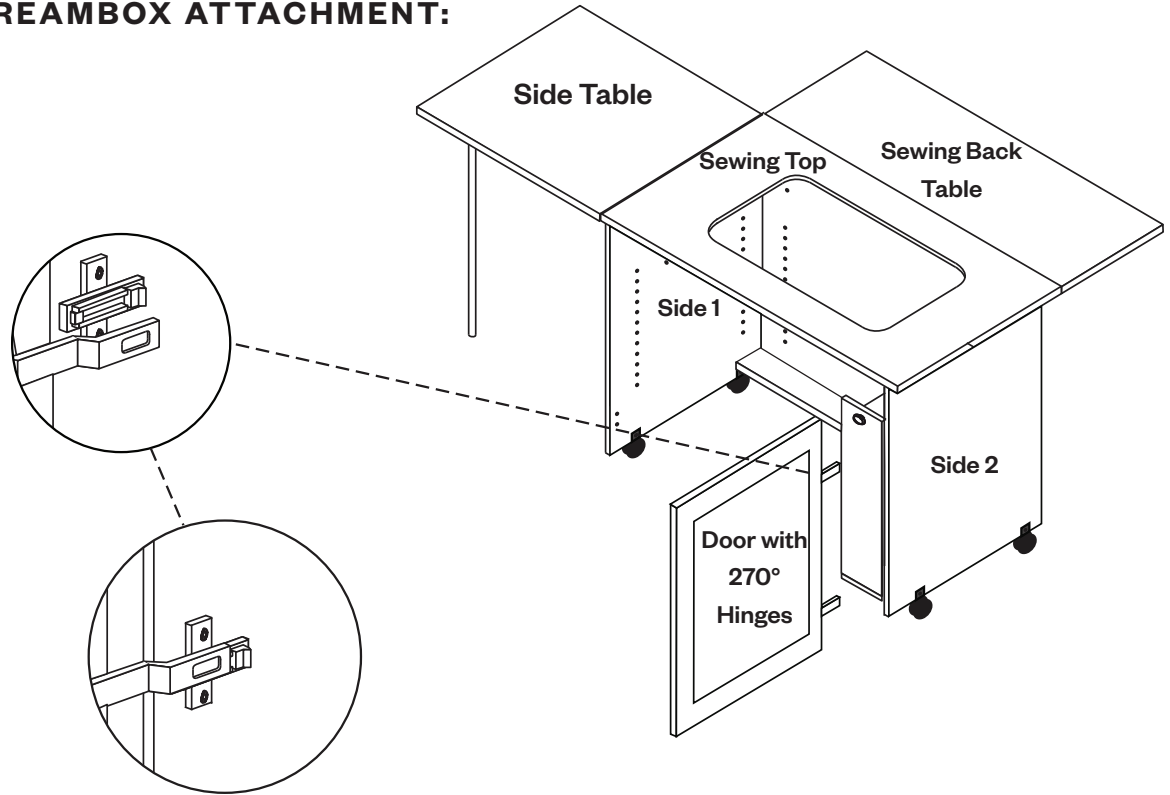 REAMBOX ATTACHMENT:
Side Table
Sewing Top
Sewing Back
Table
Side 1
Side 2
Door with
270°
Hinges